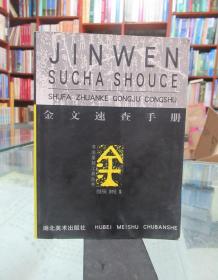 JINWEN
SUCHA SHOUCE
SHUFA ZHUANKE GONGJU CONGSHU
金文速查手册
湖北美术出版社 HUBEI MEISHU CHUBANSHE